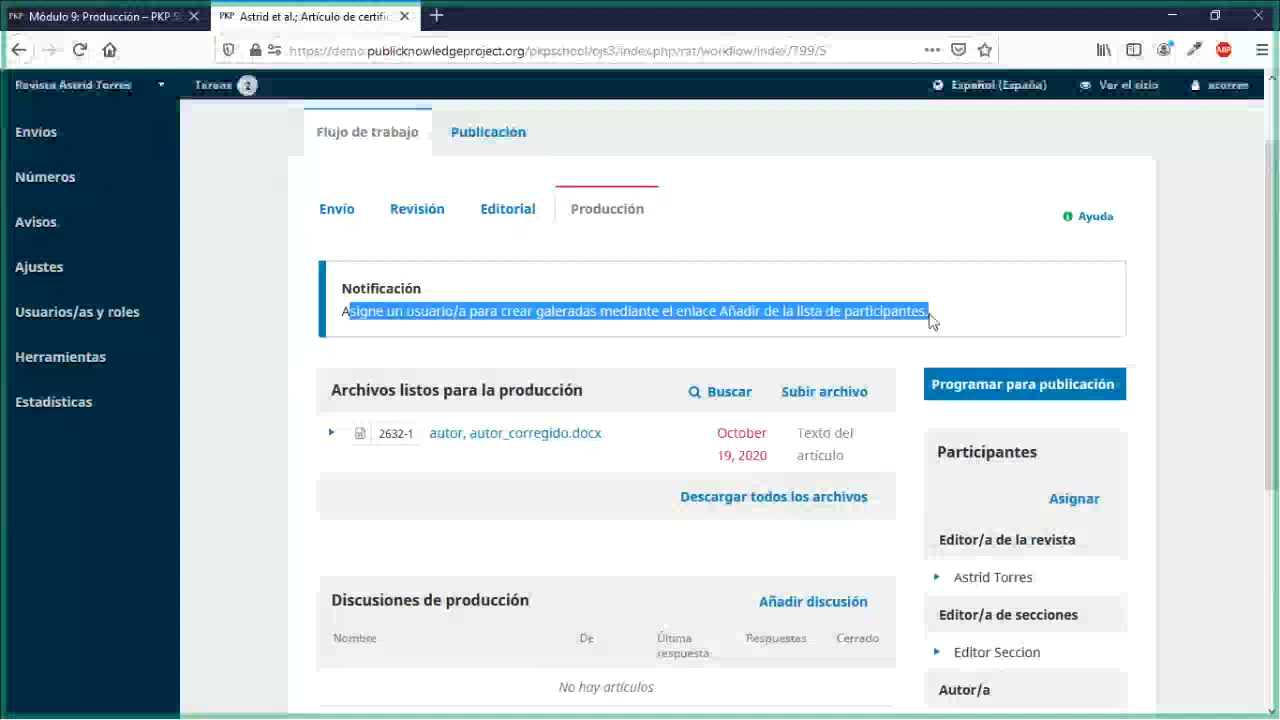 PKP Módulo 9: Producción – PKP S
PKP Astrid et al.; Artículo de certific
https://demo.publicknowledgeproject.org/pkpschool/ojs3/index.php/rat/workflow/index/799/5
ABP
Revista Astrid Torres
Tareas 2
Español (España)
Ver el sitio
atorres
Envíos
Números
Avisos
Ajustes
Usuarios/as y roles
Herramientas
Estadísticas
Flujo de trabajo
Publicación
Envío
Revisión
Editorial
Producción
Ayuda
Notificación
Asigne un usuario/a para crear galeradas mediante el enlace Añadir de la lista de participantes.
Archivos listos para la producción
Buscar
Subir archivo
2632-1
autor, autor_corregido.docx
October
19, 2020
Texto del
artículo
Descargar todos los archivos
Programar para publicación
Participantes
Asignar
Editor/a de la revista
Astrid Torres
Editor/a de secciones
Editor Seccion
Autor/a
Discusiones de producción
Añadir discusión
Nombre
De
Última
respuesta
Respuestas
Cerrado
No hay artículos